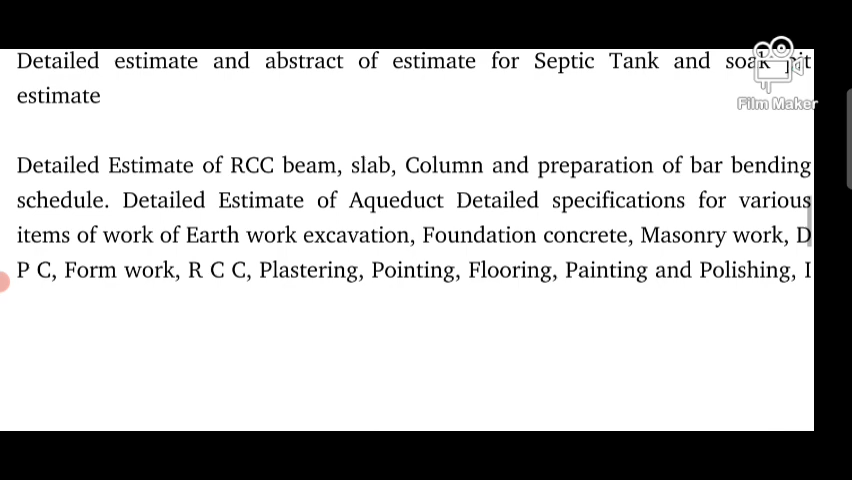 Detailed estimate and abstract of estimate for Septic Tank and soak pit
estimate
Film Maker
Detailed Estimate of RCC beam, slab, Column and preparation of bar bending
schedule. Detailed Estimate of Aqueduct Detailed specifications for various
items of work of Earth work excavation, Foundation concrete, Masonry work, D
P C, Form work, R C C, Plastering, Pointing, Flooring, Painting and Polishing, I